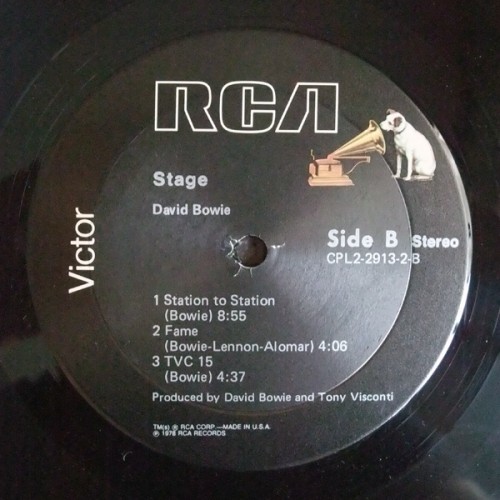 RCA
Stage
David Bowie
Victor
Side B Stereo
CPL2-2913-2-B
1 Station to Station
(Bowie) 8:55
2 Fame
(Bowie-Lennon-Alomar) 4:06
3 TVC 15
(Bowie) 4:37
Produced by David Bowie and Tony Visconti
TM(s) ® RCA CORP.—MADE IN U.S.A.
℗ 1978 RCA RECORDS